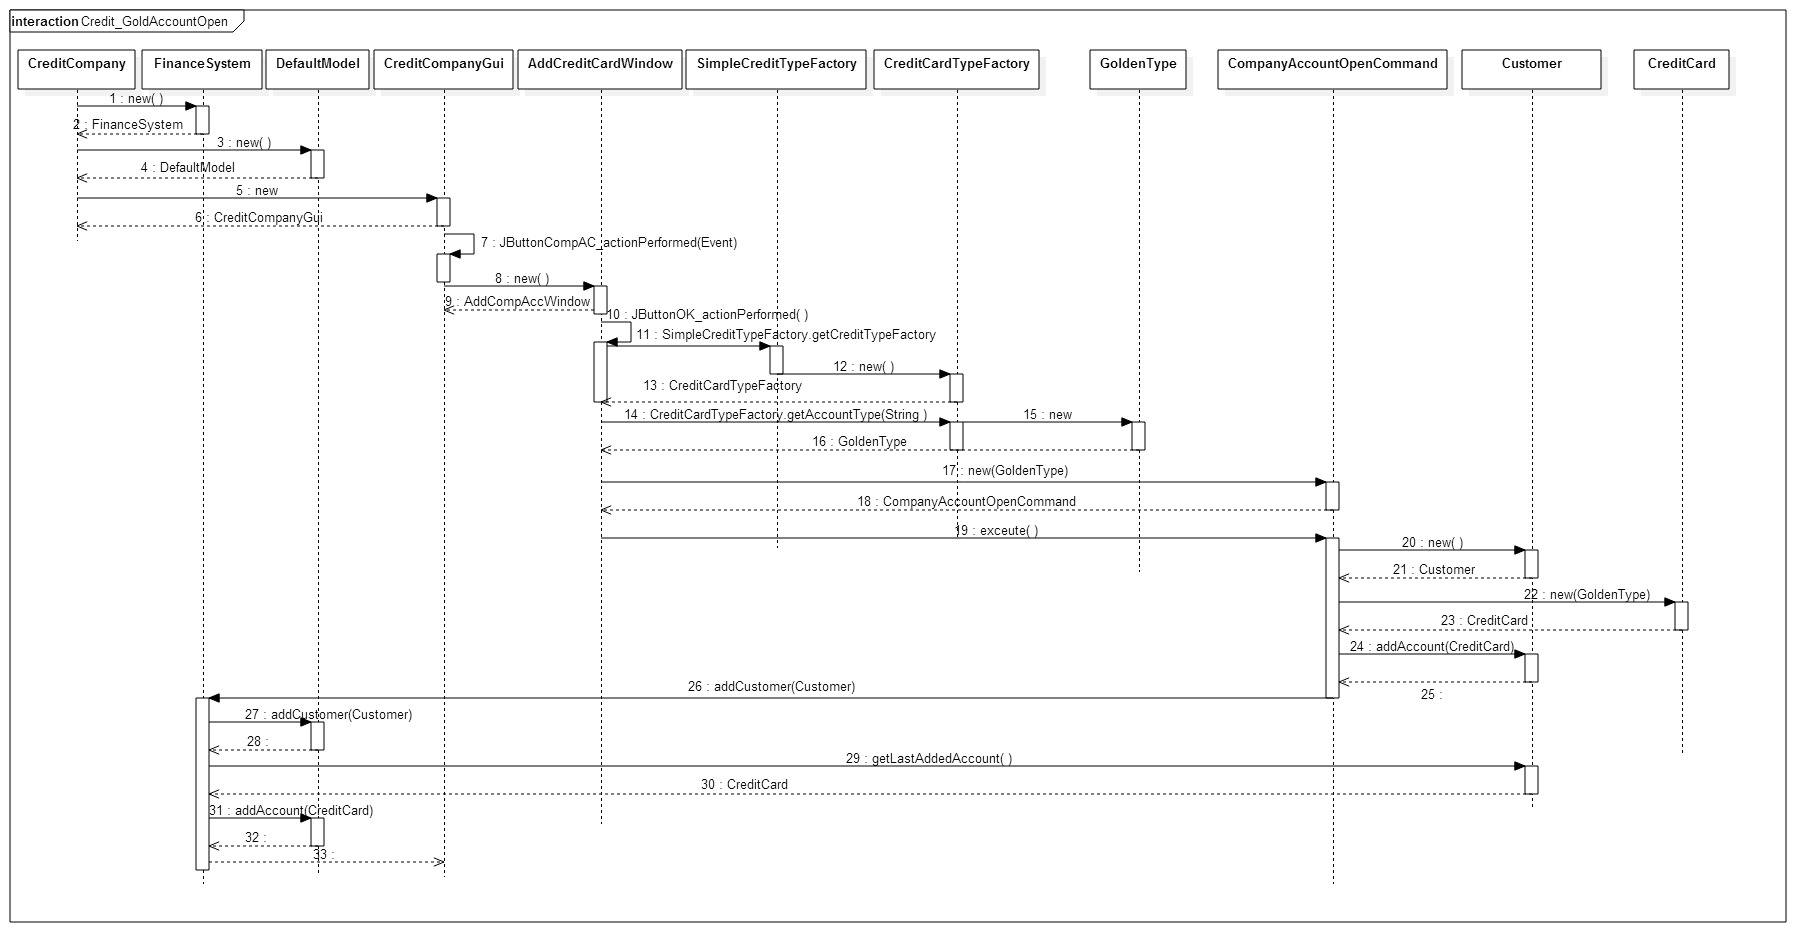 interaction Credit_GoldAccountOpen
CreditCompany
FinanceSystem
DefaultModel
CreditCompanyGui
AddCreditCardWindow
SimpleCreditTypeFactory
CreditCardTypeFactory
GoldenType
CompanyAccountOpenCommand
Customer
CreditCard
1 : new( )
2 : FinanceSystem
3 : new( )
4 : DefaultModel
5 : new
6 : CreditCompanyGui
7 : JButtonCompAC_actionPerformed(Event)
8 : new( )
9 : AddCompAccWindow
10 : JButtonOK_actionPerformed( )
11 : SimpleCreditTypeFactory.getCreditTypeFactory
12 : new( )
13 : CreditCardTypeFactory
14 : CreditCardTypeFactory.getAccountType(String )
15 : new
16 : GoldenType
17 : new(GoldenType)
18 : CompanyAccountOpenCommand
19 : exceute( )
20 : new( )
21 : Customer
22 : new(GoldenType)
23 : CreditCard
24 : addAccount(CreditCard)
25 :
26 : addCustomer(Customer)
27 : addCustomer(Customer)
28 :
29 : getLastAddedAccount( )
30 : CreditCard
31 : addAccount(CreditCard)
32 :
33 :